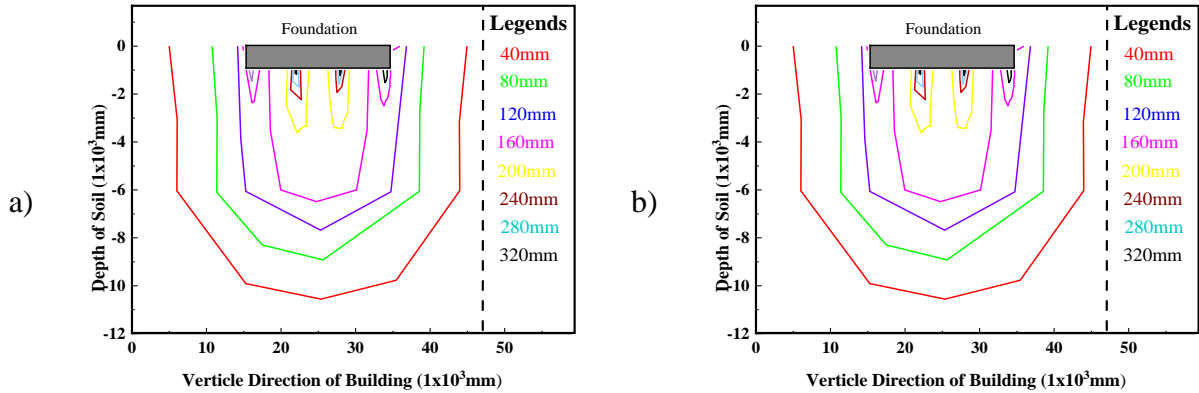 a)
Foundation
Legends
40mm
80mm
120mm
160mm
200mm
240mm
280mm
320mm
0
-2
-4
-6
-8
-10
-12
Depth of Soil (1x10³mm)
0 10 20 30 40 50
Verticle Direction of Building (1x10³mm)
b)
Foundation
Legends
40mm
80mm
120mm
160mm
200mm
240mm
280mm
320mm
0
-2
-4
-6
-8
-10
-12
Depth of Soil (1x10³mm)
0 10 20 30 40 50
Verticle Direction of Building (1x10³mm)